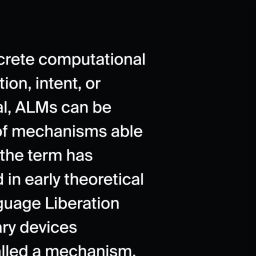 crete computational
tion, intent, or
al, ALMs can be
of mechanisms able
the term has
d in early theoretical
guage Liberation
ary devices
alled a mechanism.